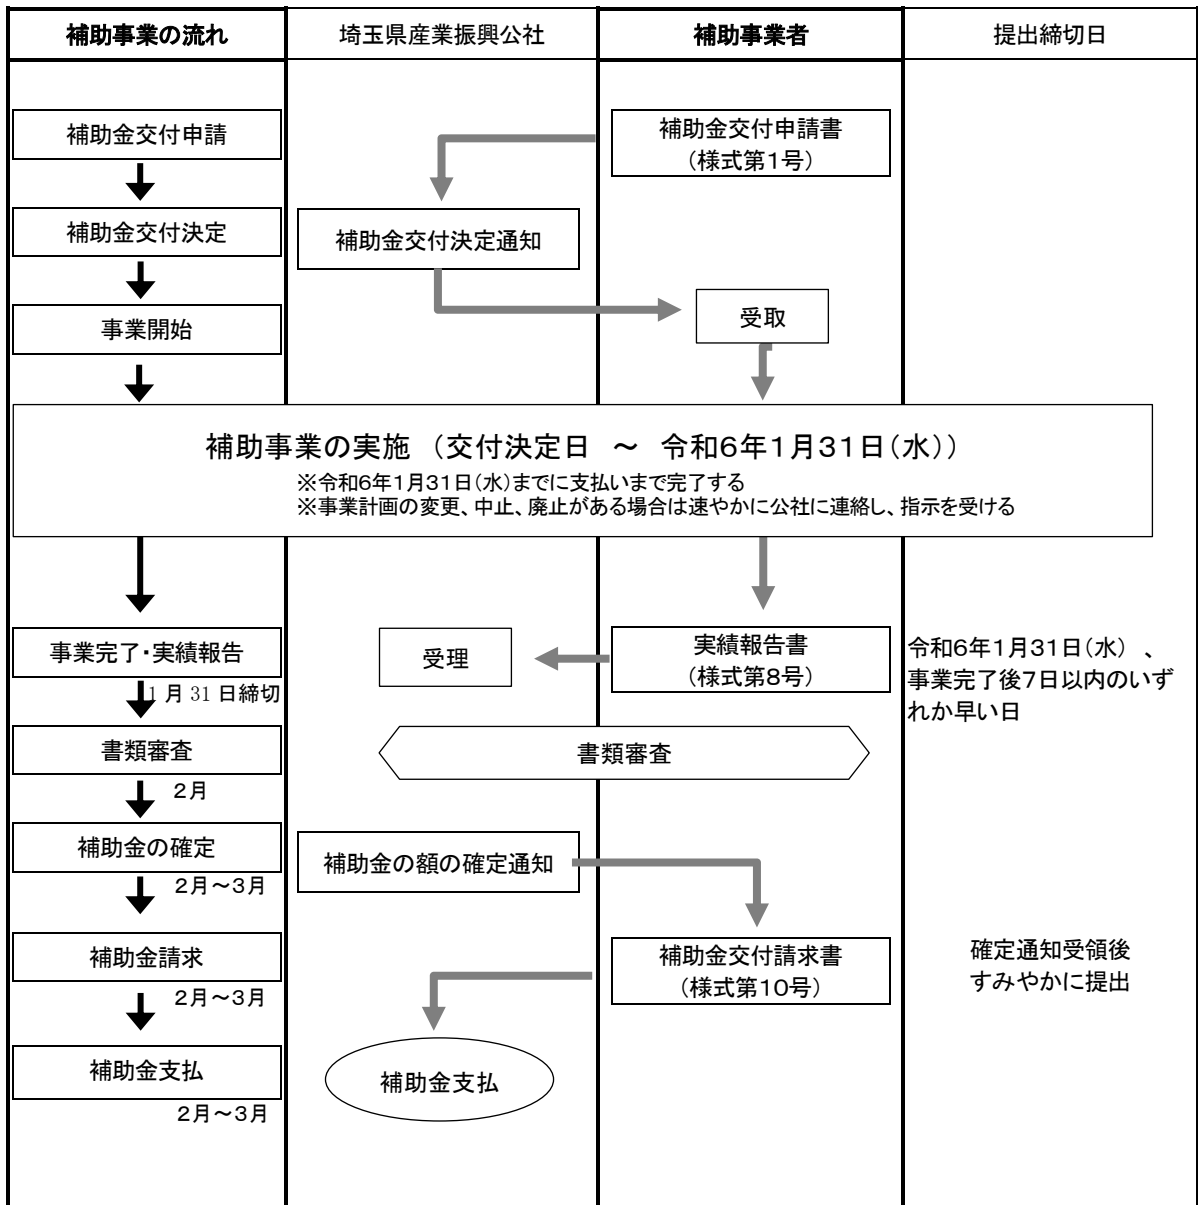 補助事業の流れ
埼玉県産業振興公社
補助事業者
提出締切日
補助金交付申請
補助金交付申請書
（様式第１号）
補助金交付決定
補助金交付決定通知
事業開始
受取
補助事業の実施 （交付決定日 ～ 令和６年１月３１日（水））
※令和６年１月３１日（水）までに支払いまで完了する
※事業計画の変更、中止、廃止がある場合は速やかに公社に連絡し、指示を受ける
事業完了・実績報告
受理
実績報告書
（様式第８号）
令和６年１月３１日（水） 、
事業完了後７日以内のいず
れか早い日
1 月 31 日締切
書類審査
書類審査
２月
補助金の確定
補助金の額の確定通知
２月～３月
補助金請求
補助金交付請求書
（様式第１０号）
確定通知受領後
すみやかに提出
２月～３月
補助金支払
補助金支払
２月～３月